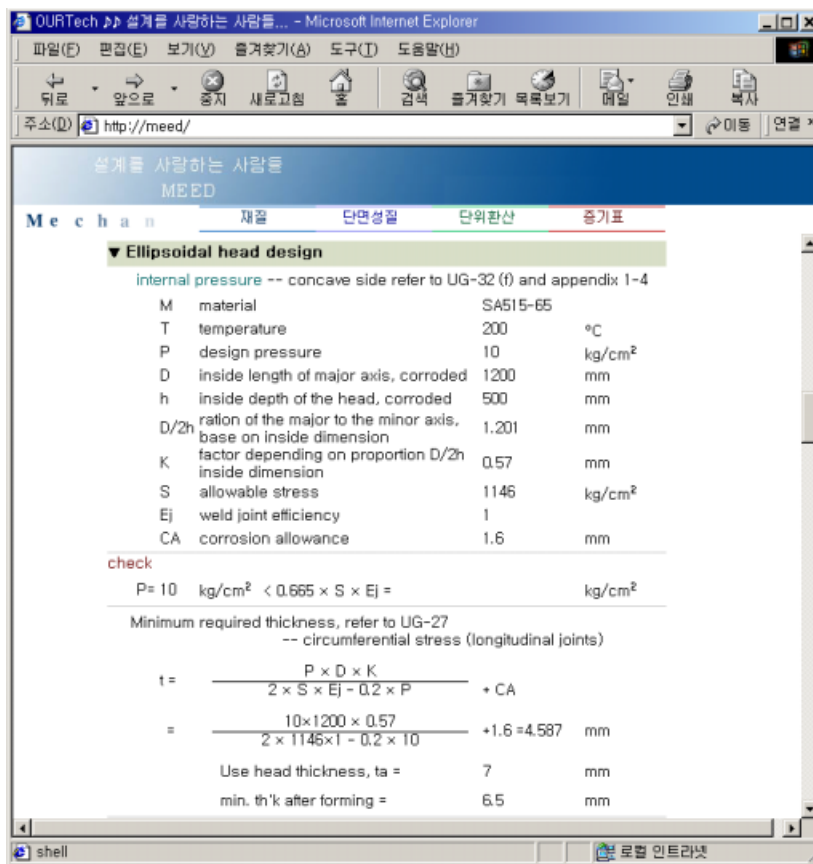 OURTech ♪♪ 설계를 사랑하는 사람들... - Microsoft Internet Explorer
파일(F) 편집(E) 보기(V) 즐겨찾기(A) 도구(T) 도움말(H)
뒤로 앞으로 중지 새로고침 홈 검색 즐겨찾기 목록보기 메일 인쇄 복사
주소(D) http://meed/ 이동 연결 »
설계를 사랑하는 사람들
MEED
M e c h a n 재질 단면성질 단위환산 증기표
▼ Ellipsoidal head design
internal pressure -- concave side refer to UG-32 (f) and appendix 1-4
M material SA515-65
T temperature 200 ºC
P design pressure 10 kg/cm²
D inside length of major axis, corroded 1200 mm
h inside depth of the head, corroded 500 mm
D/2h ration of the major to the minor axis, base on inside dimension 1.201 mm
K factor depending on proportion D/2h inside dimension 0.57 mm
S allowable stress 1146 kg/cm²
Ej weld joint efficiency 1
CA corrosion allowance 1.6 mm
check
P= 10 kg/cm² < 0.665 × S × Ej = kg/cm²
Minimum required thickness, refer to UG-27
-- circumferential stress (longitudinal joints)
P × D × K
t = 2 × S × Ej - 0.2 × P + CA
10×1200 × 0.57
= 2 × 1146×1 - 0.2 × 10 +1.6 =4.587 mm
Use head thickness, ta = 7 mm
min. th'k after forming = 6.5 mm
shell 로컬 인트라넷